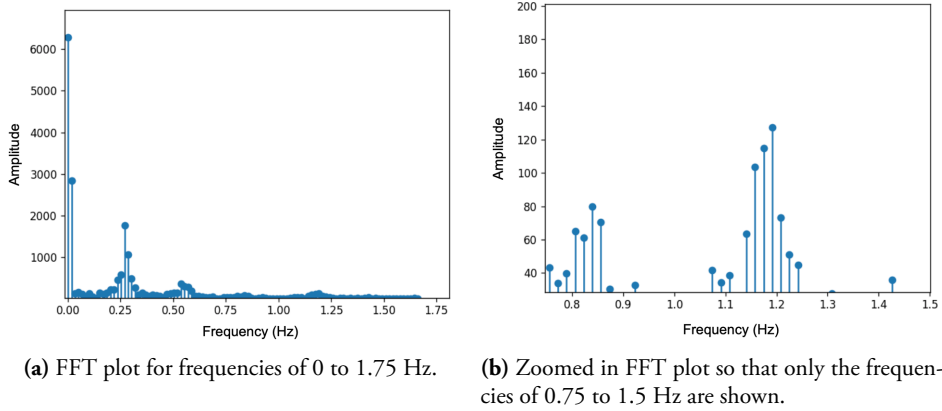 6000
5000
4000
3000
2000
1000
Amplitude
0.00 0.25 0.50 0.75 1.00 1.25 1.50 1.75
Frequency (Hz)
(a) FFT plot for frequencies of 0 to 1.75 Hz.
200
180
160
140
120
100
80
60
40
Amplitude
0.8 0.9 1.0 1.1 1.2 1.3 1.4 1.5
Frequency (Hz)
(b) Zoomed in FFT plot so that only the frequen-
cies of 0.75 to 1.5 Hz are shown.